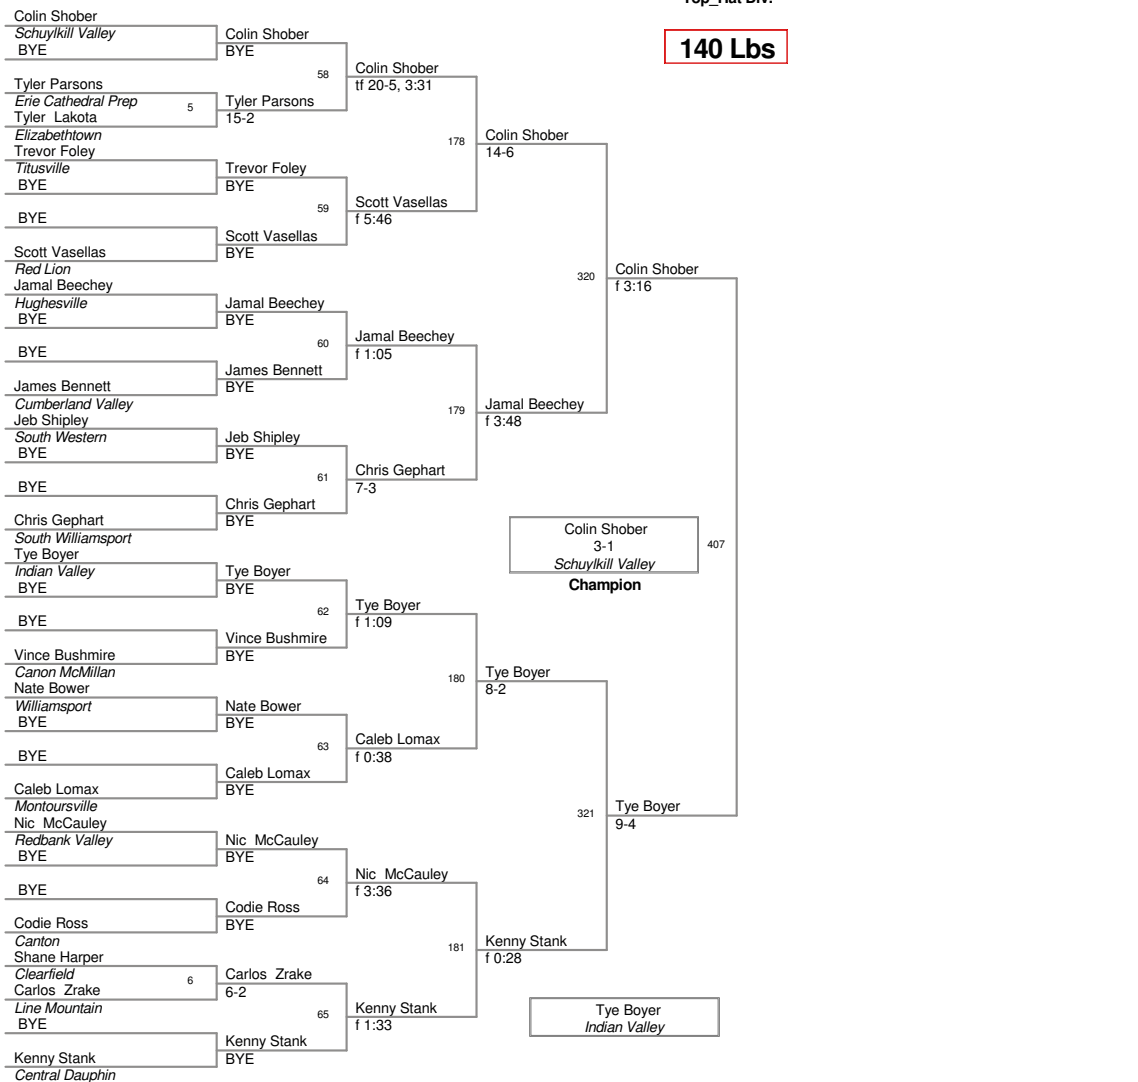 Top_Hat Div.
140 Lbs
Colin Shober
Schuylkill Valley
BYE
Tyler Parsons
Erie Cathedral Prep
5
Tyler Lakota
Elizabethtown
Trevor Foley
Titusville
BYE
BYE
Scott Vasellas
Red Lion
Jamal Beechey
Hughesville
BYE
BYE
James Bennett
Cumberland Valley
Jeb Shipley
South Western
BYE
BYE
Chris Gephart
South Williamsport
Tye Boyer
Indian Valley
BYE
BYE
Vince Bushmire
Canon McMillan
Nate Bower
Williamsport
BYE
BYE
Caleb Lomax
Montoursville
Nic McCauley
Redbank Valley
BYE
BYE
Codie Ross
Canton
Shane Harper
Clearfield
6
Carlos Zrake
Line Mountain
BYE
Kenny Stank
Central Dauphin
Colin Shober
BYE
58
Tyler Parsons
15-2
Trevor Foley
BYE
59
Scott Vasellas
BYE
Jamal Beechey
BYE
60
James Bennett
BYE
Jeb Shipley
BYE
61
Chris Gephart
BYE
Tye Boyer
BYE
62
Vince Bushmire
BYE
Nate Bower
BYE
63
Caleb Lomax
BYE
Nic McCauley
BYE
64
Codie Ross
BYE
Carlos Zrake
6-2
65
Kenny Stank
BYE
Colin Shober
tf 20-5, 3:31
178
Scott Vasellas
f 5:46
Jamal Beechey
f 1:05
179
Chris Gephart
7-3
Tye Boyer
f 1:09
180
Caleb Lomax
f 0:38
Nic McCauley
f 3:36
181
Kenny Stank
f 1:33
Colin Shober
14-6
320
Jamal Beechey
f 3:48
Tye Boyer
8-2
321
Kenny Stank
f 0:28
Colin Shober
f 3:16
Tye Boyer
9-4
Colin Shober
3-1
Schuylkill Valley
407
Champion
Tye Boyer
Indian Valley